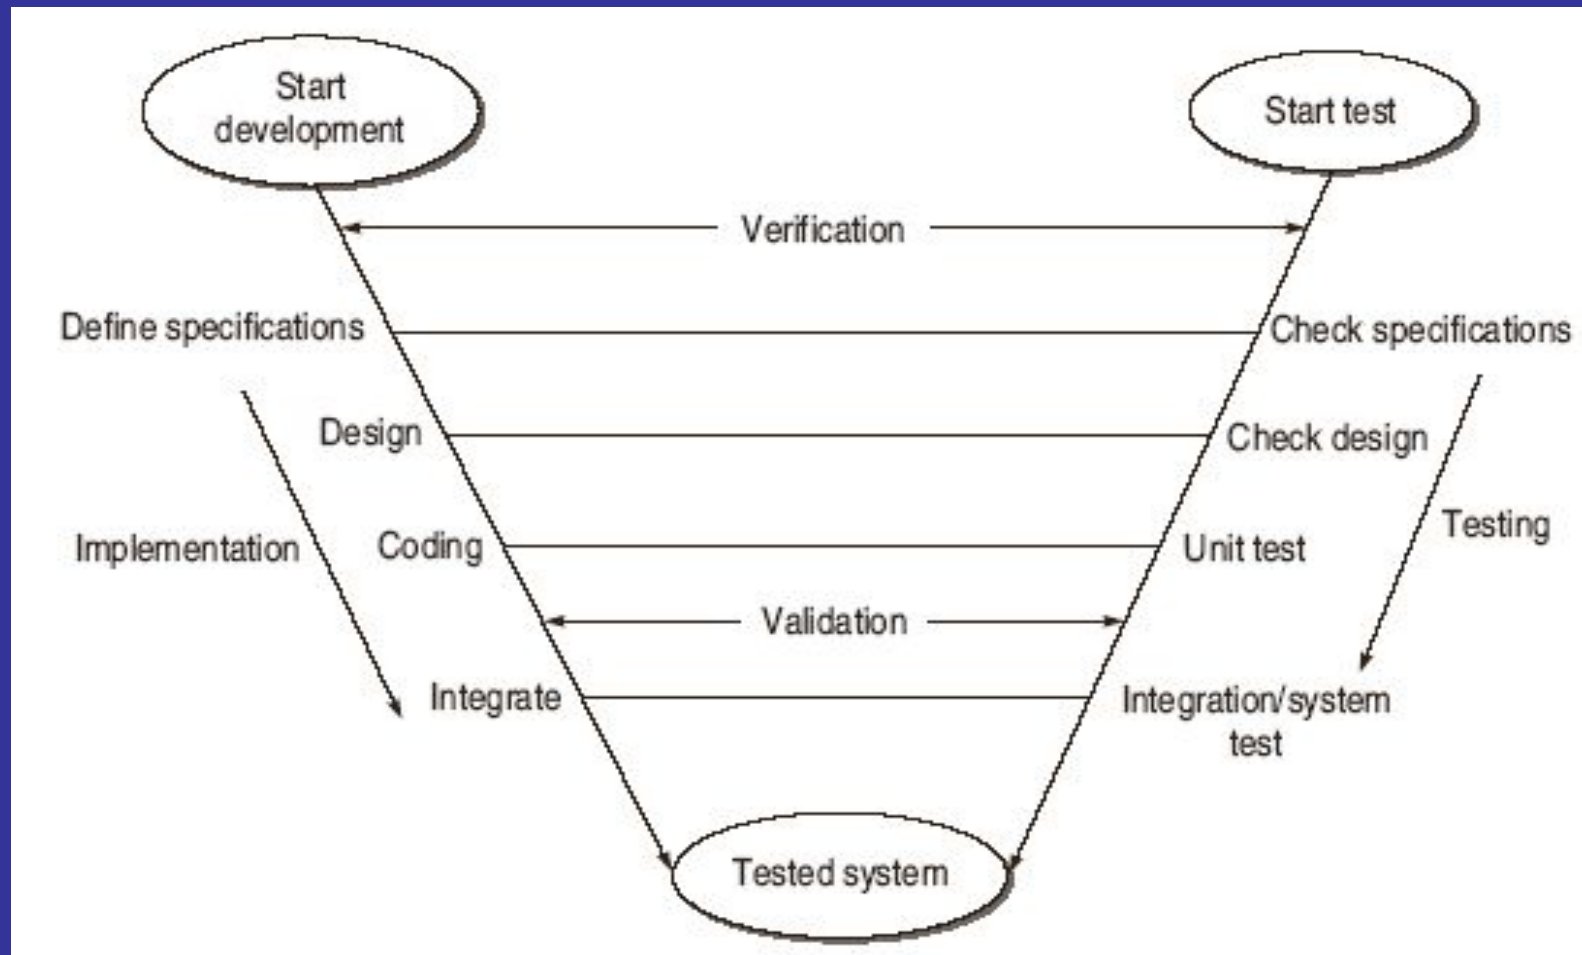 Start
development
Start test
Verification
Define specifications
Check specifications
Design
Check design
Implementation
Coding
Unit test
Testing
Validation
Integrate
Integration/system
test
Tested system